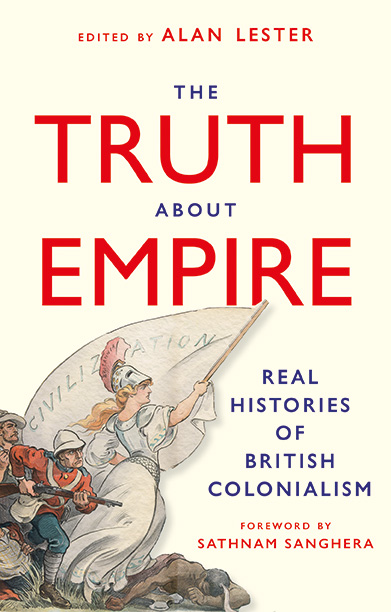 EDITED BY ALAN LESTER
THE
TRUTH
ABOUT
EMPIRE
CIVILIZATION
REAL
HISTORIES
OF
BRITISH
COLONIALISM
FOREWORD BY
SATHNAM SANGHERA